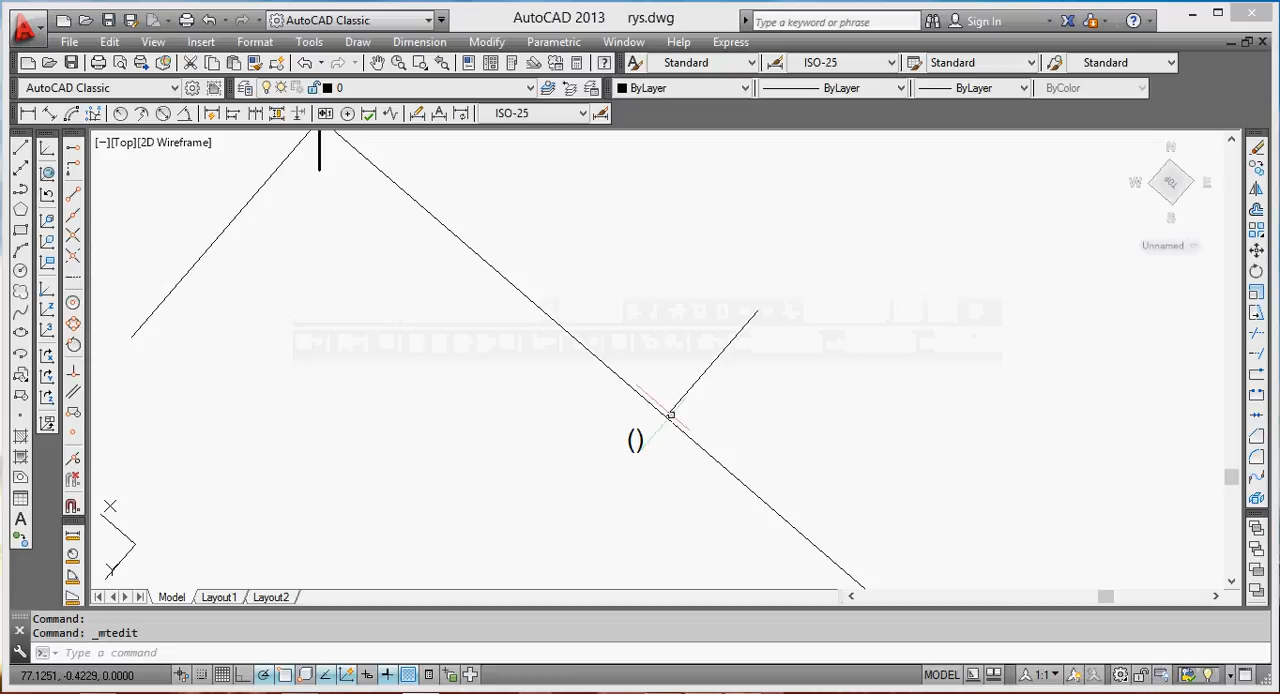 AutoCAD Classic
AutoCAD 2013 rys.dwg
Type a keyword or phrase
Sign In
File Edit View Insert Format Tools Draw Dimension Modify Parametric Window Help Express
Standard ISO-25 Standard Standard
AutoCAD Classic 0 ByLayer ByLayer ByLayer ByColor
ISO-25
[−][Top][2D Wireframe]
N
W TOP E
S
Unnamed
()
X
Y
Model Layout1 Layout2
Command:
Command: _mtedit
Type a command
77.1251, -0.4229, 0.0000 MODEL 1:1